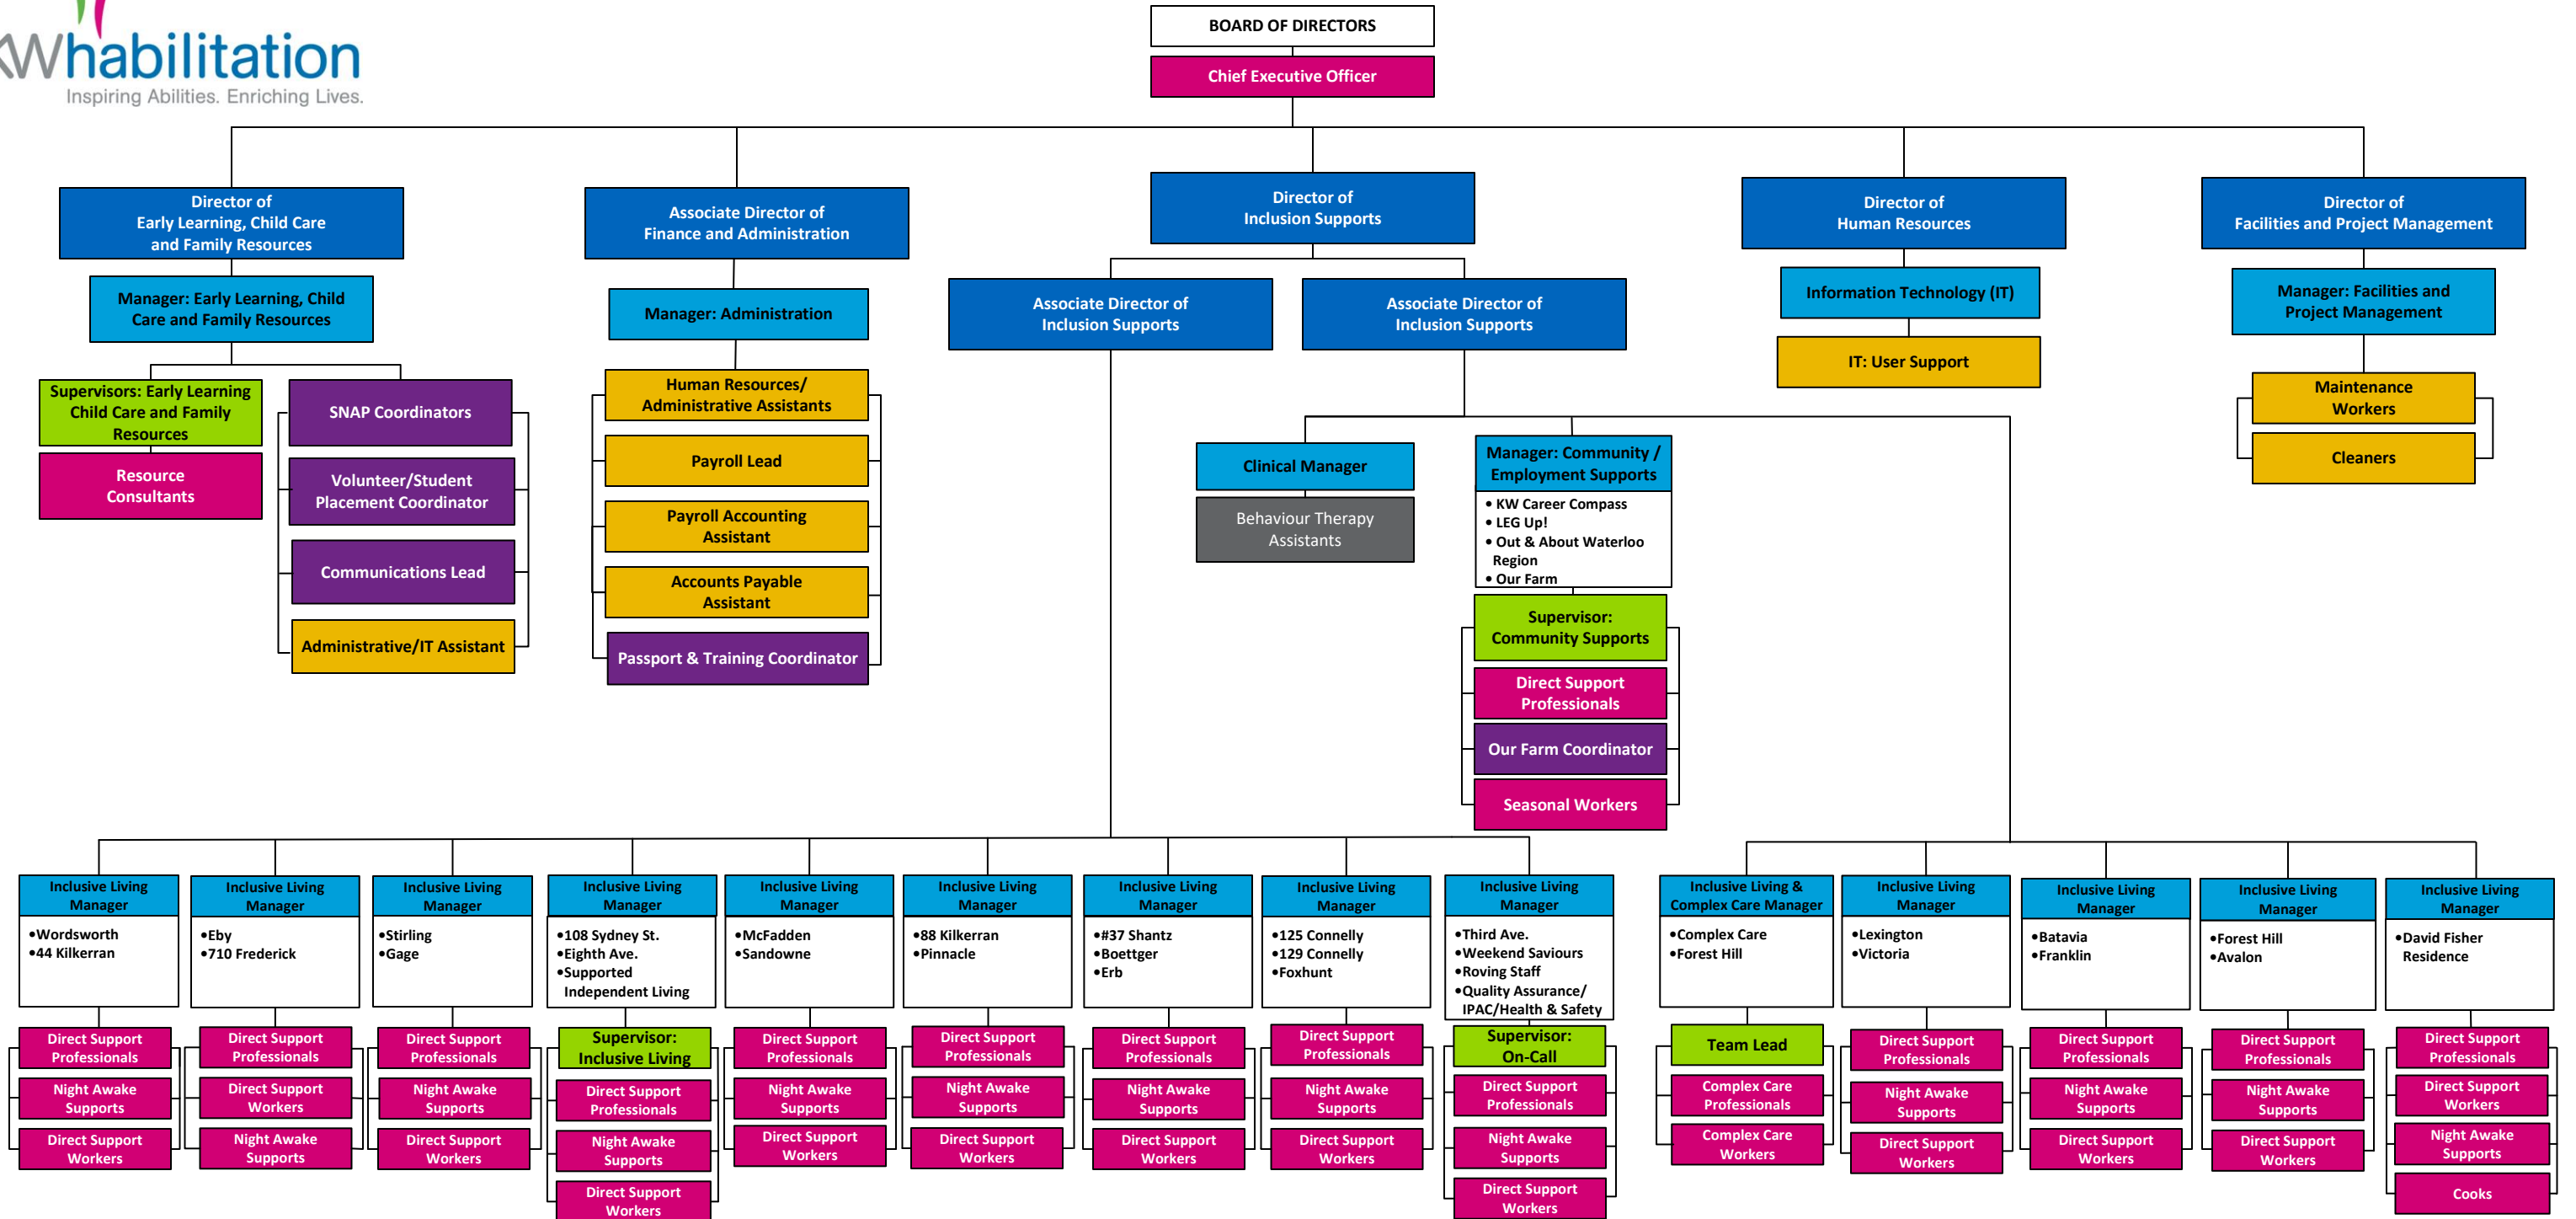 KWhabilitation
Inspiring Abilities. Enriching Lives.
BOARD OF DIRECTORS
Chief Executive Officer
Director of
Early Learning, Child Care
and Family Resources
Associate Director of
Finance and Administration
Director of
Inclusion Supports
Director of
Human Resources
Director of
Facilities and Project Management
Manager: Early Learning, Child
Care and Family Resources
Manager: Administration
Associate Director of
Inclusion Supports
Associate Director of
Inclusion Supports
Information Technology (IT)
IT: User Support
Manager: Facilities and
Project Management
Maintenance
Workers
Cleaners
Supervisors: Early Learning
Child Care and Family
Resources
Resource
Consultants
SNAP Coordinators
Volunteer/Student
Placement Coordinator
Communications Lead
Administrative/IT Assistant
Human Resources/
Administrative Assistants
Payroll Lead
Payroll Accounting
Assistant
Accounts Payable
Assistant
Passport & Training Coordinator
Clinical Manager
Behaviour Therapy
Assistants
Manager: Community /
Employment Supports
• KW Career Compass
• LEG Up!
• Out & About Waterloo
Region
• Our Farm
Supervisor:
Community Supports
Direct Support
Professionals
Our Farm Coordinator
Seasonal Workers
Inclusive Living
Manager
•Wordsworth
•44 Kilkerran
Direct Support
Professionals
Night Awake
Supports
Direct Support
Workers
Inclusive Living
Manager
•Eby
•710 Frederick
Direct Support
Professionals
Direct Support
Workers
Night Awake
Supports
Inclusive Living
Manager
•Stirling
•Gage
Direct Support
Professionals
Night Awake
Supports
Direct Support
Workers
Inclusive Living
Manager
•108 Sydney St.
•Eighth Ave.
•Supported
Independent Living
Supervisor:
Inclusive Living
Direct Support
Professionals
Night Awake
Supports
Direct Support
Workers
Inclusive Living
Manager
•McFadden
•Sandowne
Direct Support
Professionals
Night Awake
Supports
Direct Support
Workers
Inclusive Living
Manager
•88 Kilkerran
•Pinnacle
Direct Support
Professionals
Night Awake
Supports
Direct Support
Workers
Inclusive Living
Manager
•#37 Shantz
•Boettger
•Erb
Direct Support
Professionals
Night Awake
Supports
Direct Support
Workers
Inclusive Living
Manager
•125 Connelly
•129 Connelly
•Foxhunt
Direct Support
Professionals
Night Awake
Supports
Direct Support
Workers
Inclusive Living
Manager
•Third Ave.
•Weekend Saviours
•Roving Staff
•Quality Assurance/
IPAC/Health & Safety
Supervisor:
On-Call
Direct Support
Professionals
Night Awake
Supports
Direct Support
Workers
Inclusive Living &
Complex Care Manager
•Complex Care
•Forest Hill
Team Lead
Complex Care
Professionals
Complex Care
Workers
Inclusive Living
Manager
•Lexington
•Victoria
Direct Support
Professionals
Night Awake
Supports
Direct Support
Workers
Inclusive Living
Manager
•Batavia
•Franklin
Direct Support
Professionals
Night Awake
Supports
Direct Support
Workers
Inclusive Living
Manager
•Forest Hill
•Avalon
Direct Support
Professionals
Night Awake
Supports
Direct Support
Workers
Inclusive Living
Manager
•David Fisher
Residence
Direct Support
Professionals
Direct Support
Workers
Night Awake
Supports
Cooks